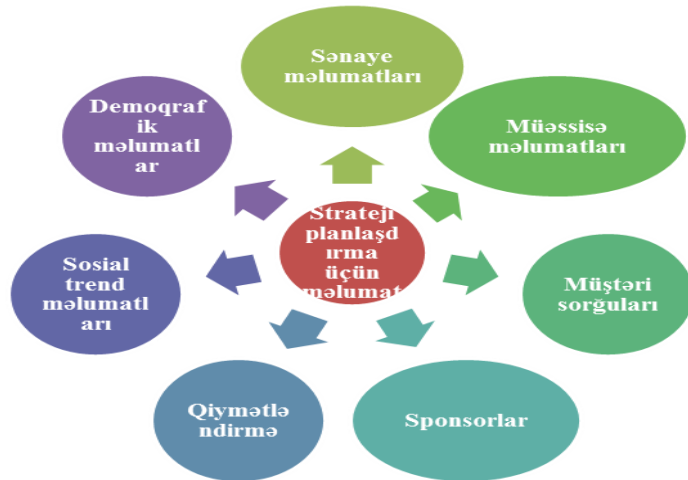 Sənaye
məlumatları
Müəssisə
məlumatları
Müştəri
sorğuları
Sponsorlar
Qiymətlə
ndirmə
Sosial
trend
məlumatl
arı
Demoqraf
ik
məlumatl
ar
Strateji
planlaşd
ırma
üçün
məlumat